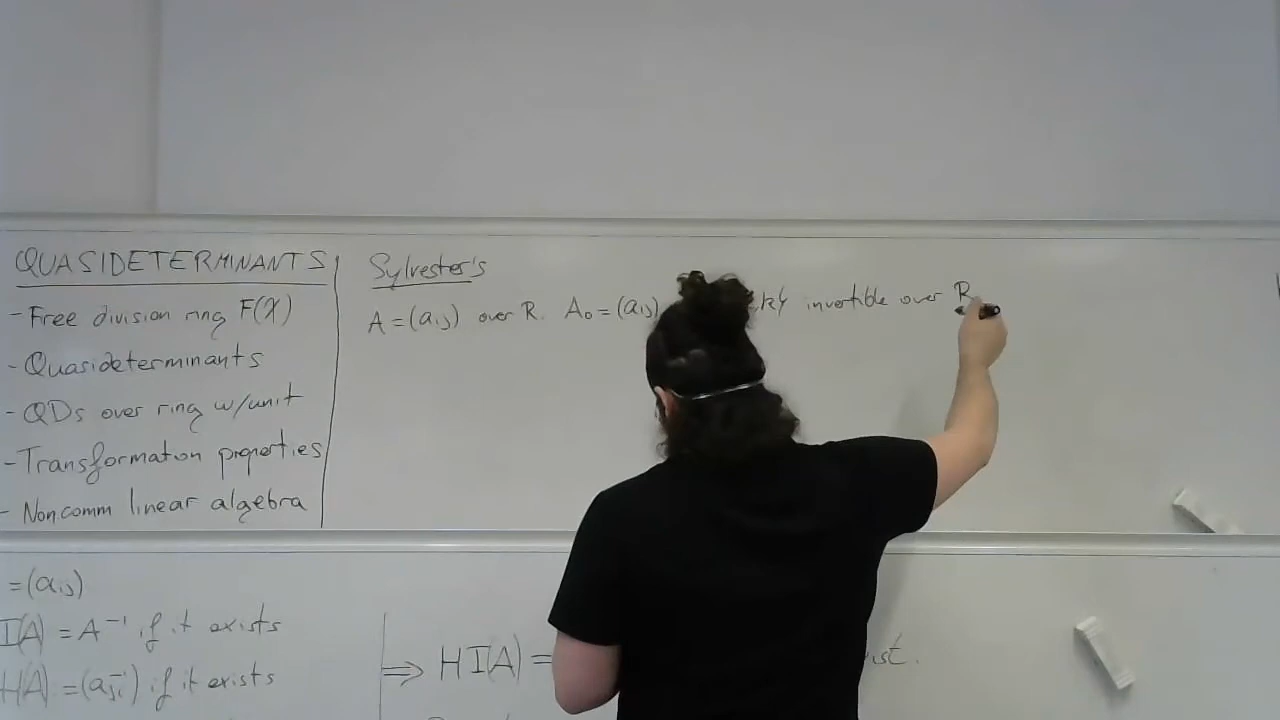 QUASIDETERMINANTS
- Free division ring F(X)
- Quasideterminants
- QDs over ring w/unit
- Transformation properties
- Noncomm linear algebra
Sylvester's
A = (aij) over R. A₀ = (aij) invertible over R
= (aij)
I(A) = A⁻¹ if it exists
H(A) = (aji⁻¹) if it exists
⇒ HI(A) =